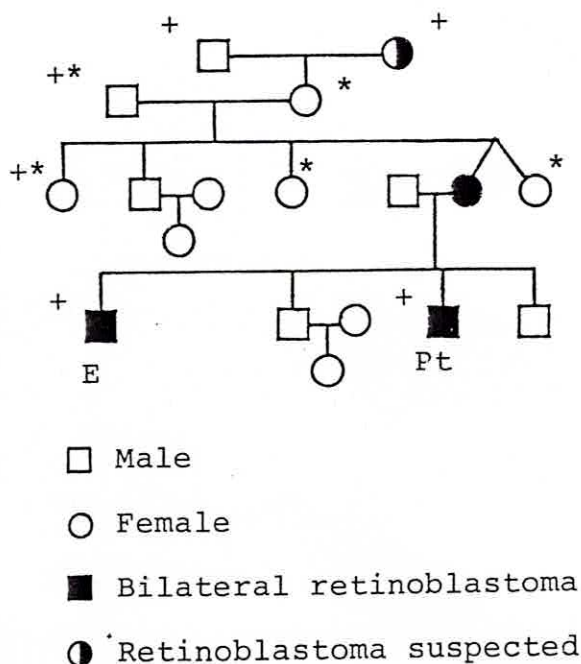 + +
+* *
+* * *
+ +
E Pt
□ Male
○ Female
■ Bilateral retinoblastoma
◑ Retinoblastoma suspected